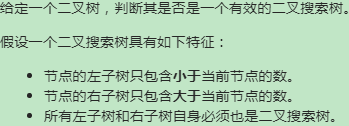 给定一个二叉树，判断其是否是一个有效的二叉搜索树。
假设一个二叉搜索树具有如下特征：
• 节点的左子树只包含小于当前节点的数。
• 节点的右子树只包含大于当前节点的数。
• 所有左子树和右子树自身必须也是二叉搜索树。